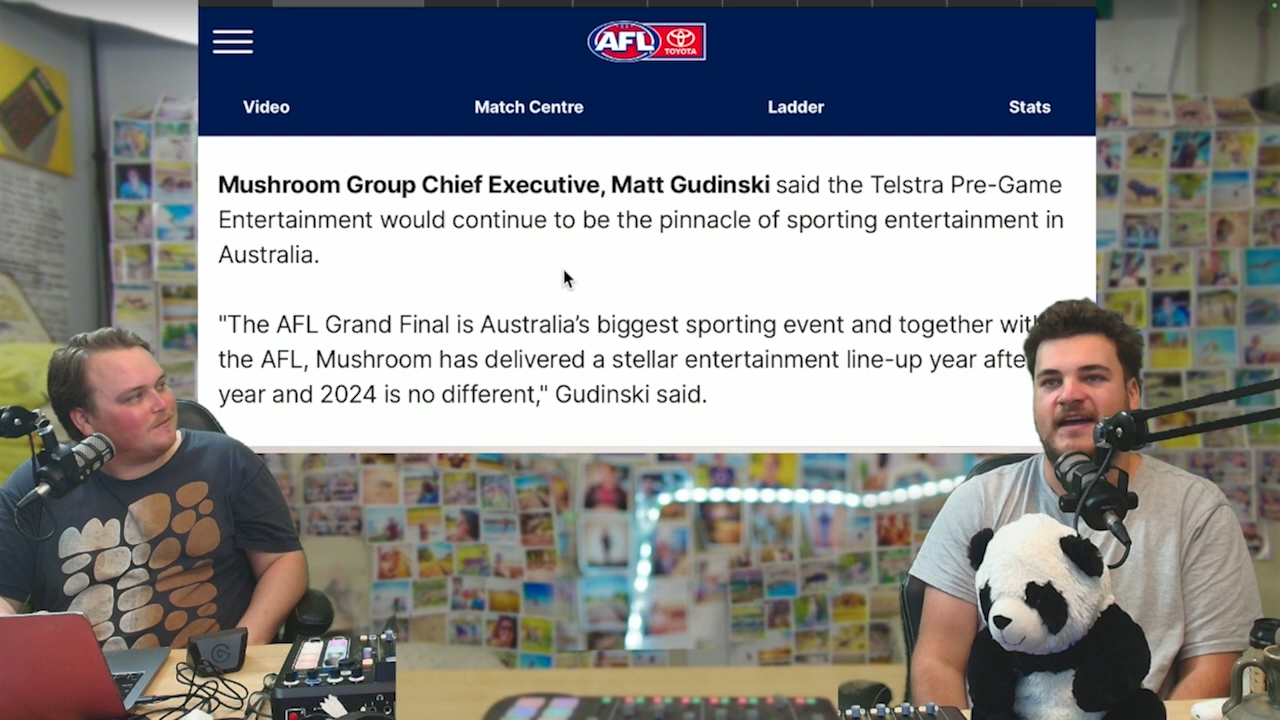 AFL
TOYOTA
Video
Match Centre
Ladder
Stats
Mushroom Group Chief Executive, Matt Gudinski said the Telstra Pre-Game
Entertainment would continue to be the pinnacle of sporting entertainment in
Australia.
"The AFL Grand Final is Australia's biggest sporting event and together with
the AFL, Mushroom has delivered a stellar entertainment line-up year afte
year and 2024 is no different," Gudinski said.